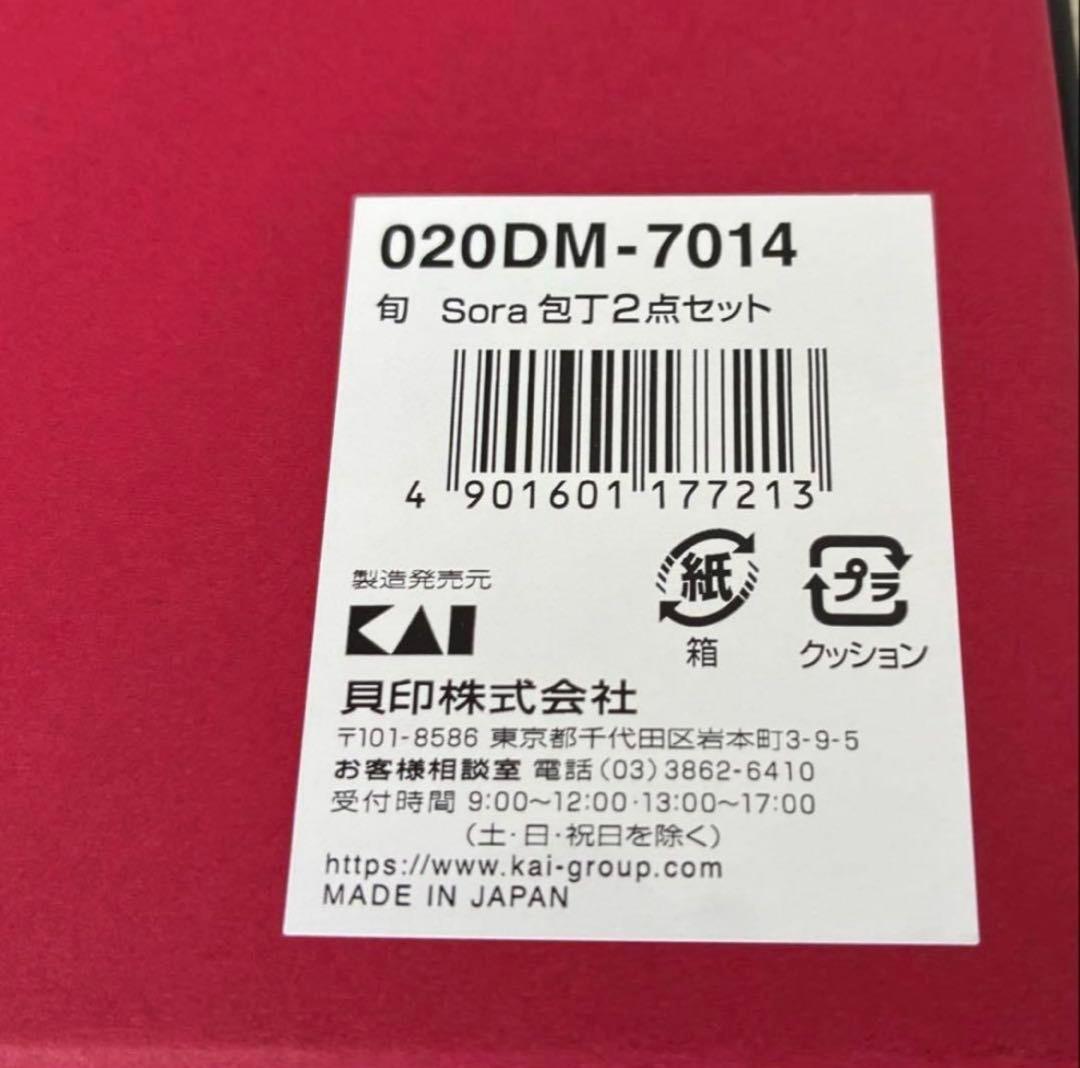 020DM-7014
旬 Sora 包丁2点セット
4 901601 177213
紙 プラ
箱 クッション
製造発売元
KAI
貝印株式会社
〒101-8586 東京都千代田区岩本町3-9-5
お客様相談室 電話(03)3862-6410
受付時間 9:00〜12:00・13:00〜17:00
(土・日・祝日を除く)
https://www.kai-group.com
MADE IN JAPAN